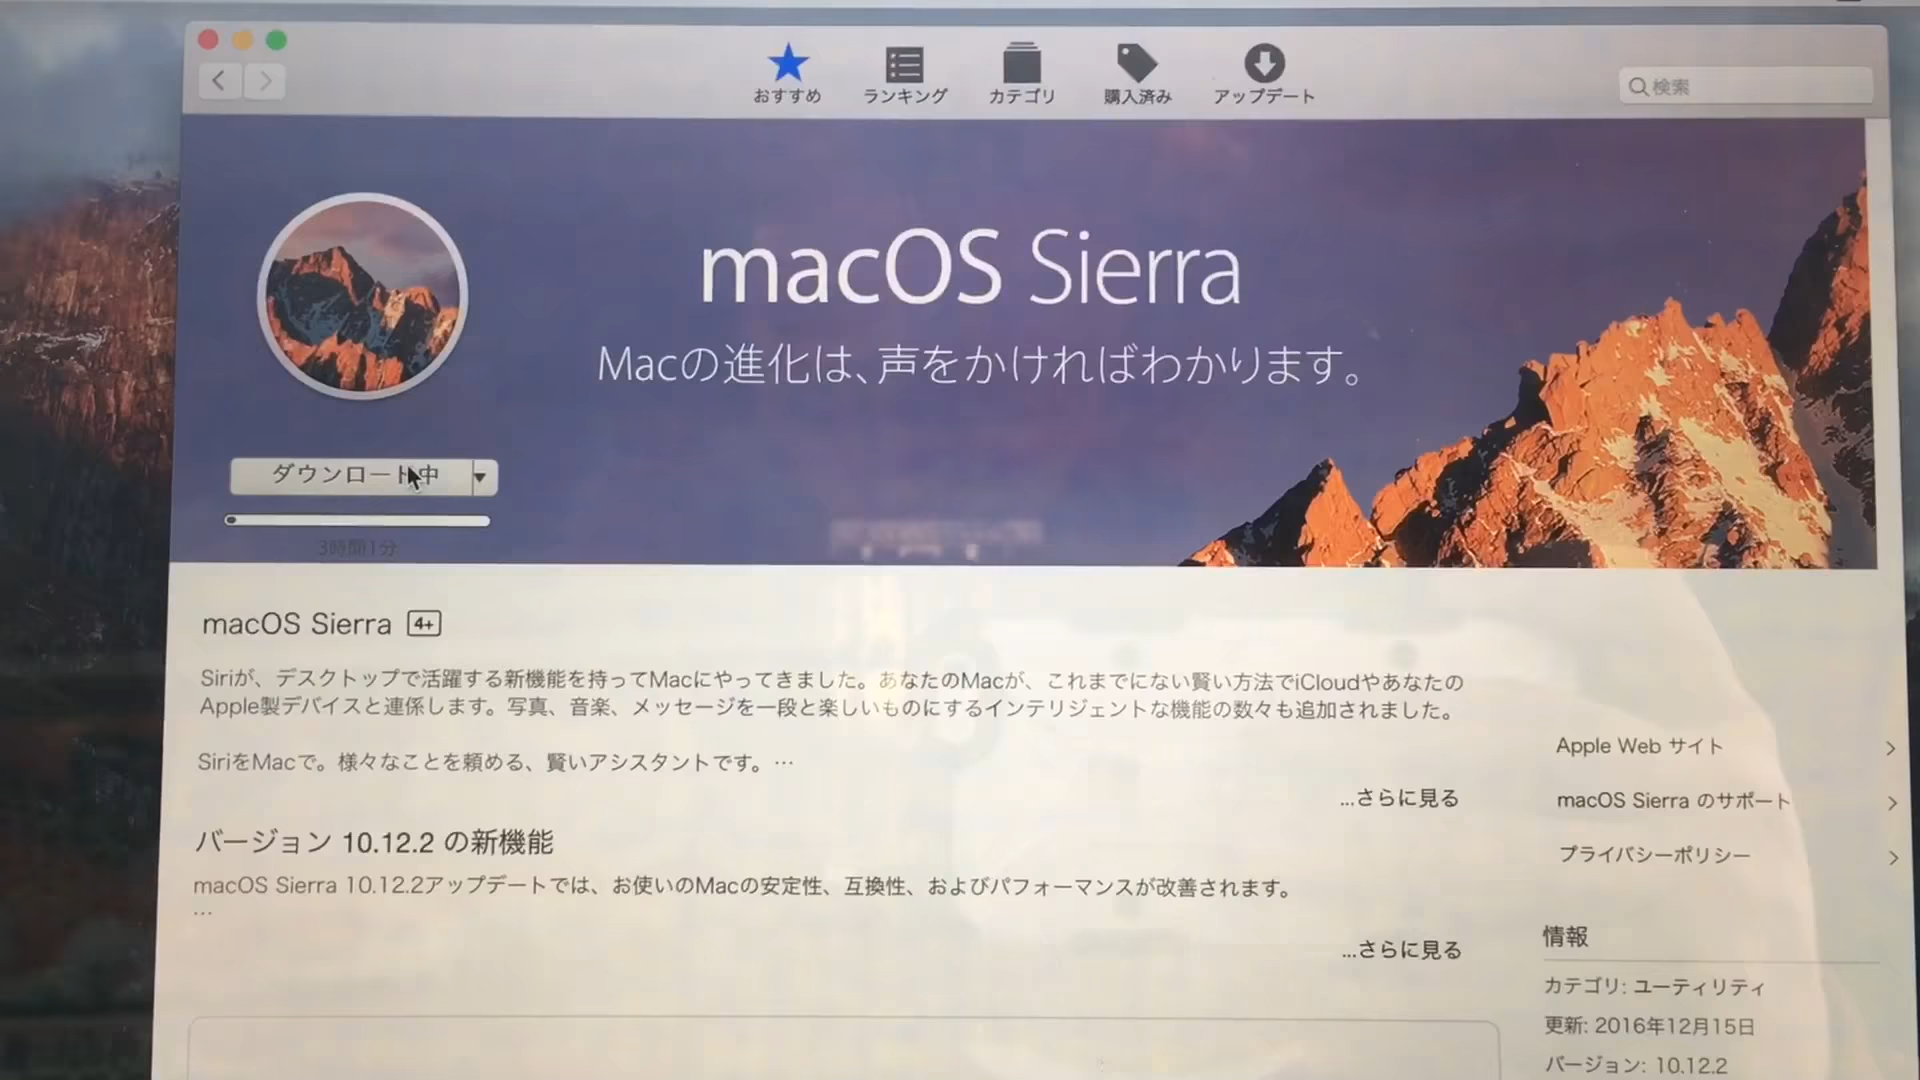 おすすめ
ランキング
カテゴリ
購入済み
アップデート
検索
macOS Sierra
Macの進化は、声をかければわかります。
ダウンロード中
3時間1分
macOS Sierra 4+
Siriが、デスクトップで活躍する新機能を持ってMacにやってきました。あなたのMacが、これまでにない賢い方法でiCloudやあなたの
Apple製デバイスと連係します。写真、音楽、メッセージを一段と楽しいものにするインテリジェントな機能の数々も追加されました。
SiriをMacで。様々なことを頼める、賢いアシスタントです。…
...さらに見る
バージョン 10.12.2 の新機能
macOS Sierra 10.12.2アップデートでは、お使いのMacの安定性、互換性、およびパフォーマンスが改善されます。
…
...さらに見る
Apple Web サイト
macOS Sierra のサポート
プライバシーポリシー
情報
カテゴリ: ユーティリティ
更新: 2016年12月15日
バージョン: 10.12.2